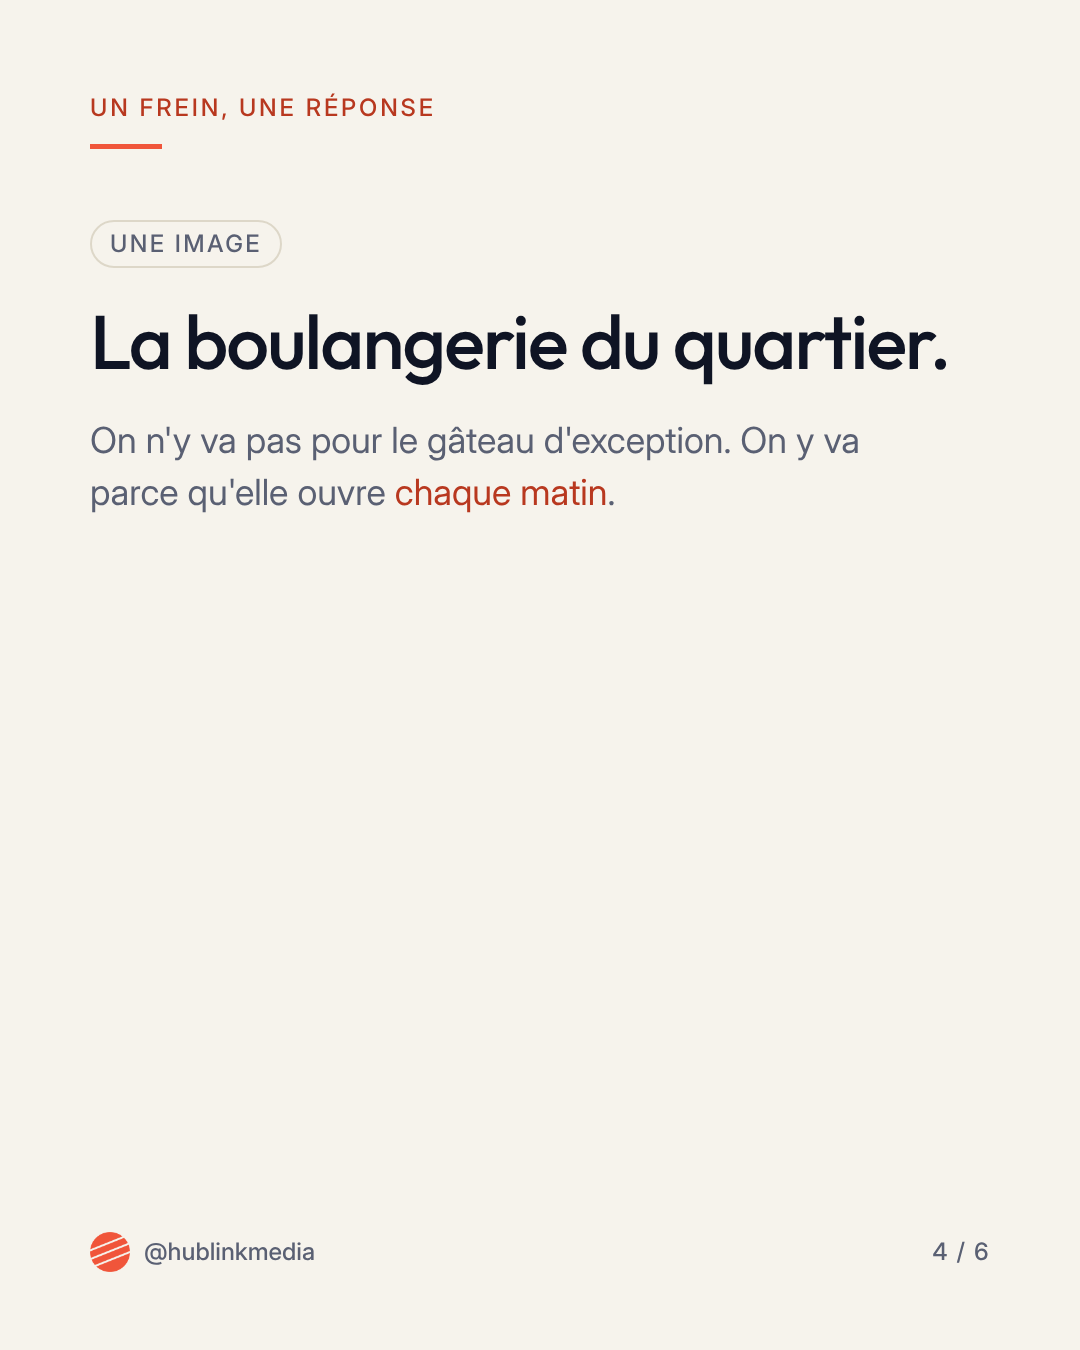 UN FREIN, UNE RÉPONSE
UNE IMAGE
La boulangerie du quartier.
On n'y va pas pour le gâteau d'exception. On y va
parce qu'elle ouvre chaque matin.
@hublinkmedia
4 / 6